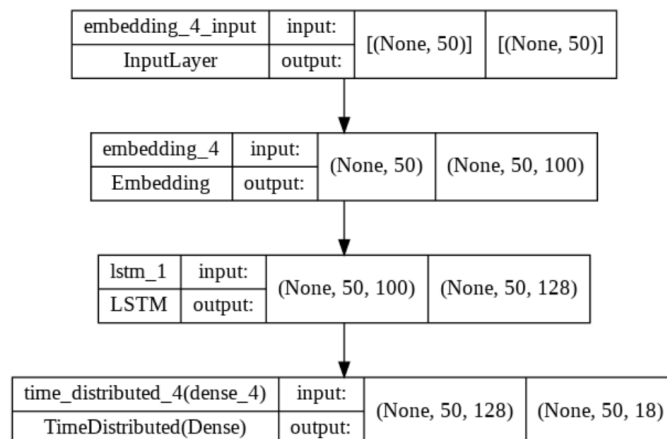 embedding_4_input input: [(None, 50)] [(None, 50)]
InputLayer output:
embedding_4 input: (None, 50) (None, 50, 100)
Embedding output:
lstm_1 input: (None, 50, 100) (None, 50, 128)
LSTM output:
time_distributed_4(dense_4) input: (None, 50, 128) (None, 50, 18)
TimeDistributed(Dense) output: